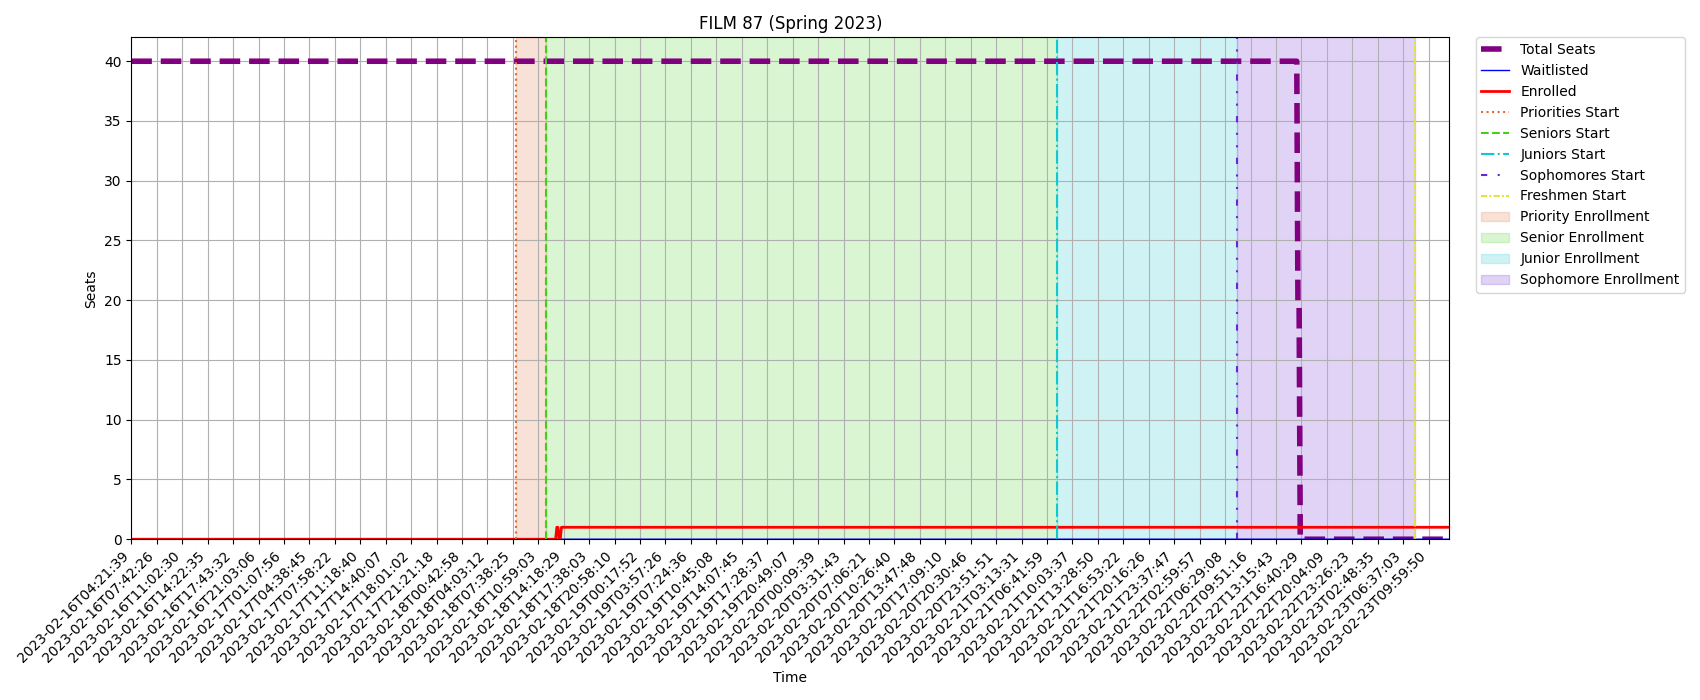 FILM 87 (Spring 2023)
Seats
40
35
30
25
20
15
10
5
0
2023-02-16T04:21:39
2023-02-16T07:42:26
2023-02-16T11:02:30
2023-02-16T14:22:35
2023-02-16T17:43:32
2023-02-16T21:03:06
2023-02-17T01:07:56
2023-02-17T04:38:45
2023-02-17T07:58:22
2023-02-17T11:18:40
2023-02-17T14:40:07
2023-02-17T18:01:02
2023-02-17T21:21:18
2023-02-18T00:42:58
2023-02-18T04:03:12
2023-02-18T07:38:25
2023-02-18T10:59:03
2023-02-18T14:18:29
2023-02-18T17:38:03
2023-02-18T20:58:10
2023-02-19T00:17:52
2023-02-19T03:57:26
2023-02-19T07:24:36
2023-02-19T10:45:08
2023-02-19T14:07:45
2023-02-19T17:28:37
2023-02-19T20:49:07
2023-02-20T00:09:39
2023-02-20T03:31:43
2023-02-20T07:06:21
2023-02-20T10:26:40
2023-02-20T13:47:48
2023-02-20T17:09:10
2023-02-20T20:30:46
2023-02-20T23:51:51
2023-02-21T03:13:31
2023-02-21T06:41:59
2023-02-21T10:03:37
2023-02-21T13:28:50
2023-02-21T16:53:22
2023-02-21T20:16:26
2023-02-21T23:37:47
2023-02-22T02:59:57
2023-02-22T06:29:08
2023-02-22T09:51:16
2023-02-22T13:15:43
2023-02-22T16:40:29
2023-02-22T20:04:09
2023-02-22T23:26:23
2023-02-23T02:48:35
2023-02-23T06:37:03
2023-02-23T09:59:50
Time
Total Seats
Waitlisted
Enrolled
Priorities Start
Seniors Start
Juniors Start
Sophomores Start
Freshmen Start
Priority Enrollment
Senior Enrollment
Junior Enrollment
Sophomore Enrollment